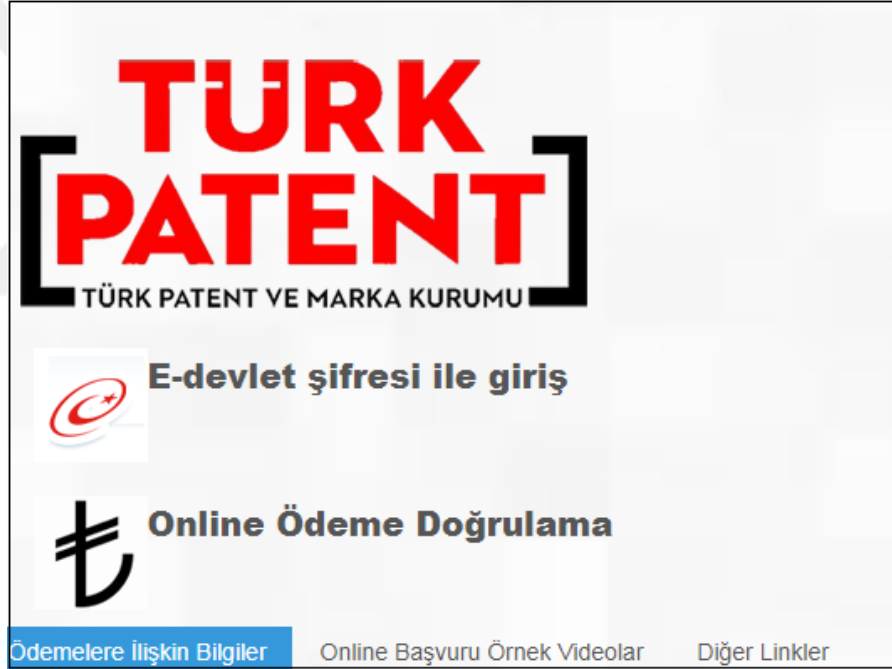 TÜRK
PATENT
TÜRK PATENT VE MARKA KURUMU
E-devlet şifresi ile giriş
Online Ödeme Doğrulama
Ödemelere İlişkin Bilgiler Online Başvuru Örnek Videolar Diğer Linkler